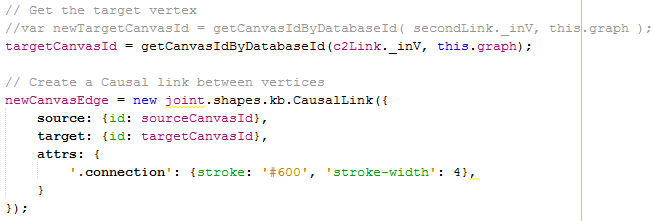 // Get the target vertex
//var newTargetCanvasId = getCanvasIdByDatabaseId( secondLink._inV, this.graph );
targetCanvasId = getCanvasIdByDatabaseId(c2Link._inV, this.graph);
// Create a Causal link between vertices
newCanvasEdge = new joint.shapes.kb.CausalLink({
    source: {id: sourceCanvasId},
    target: {id: targetCanvasId},
    attrs: {
        '.connection': {stroke: '#600', 'stroke-width': 4},
    }
});